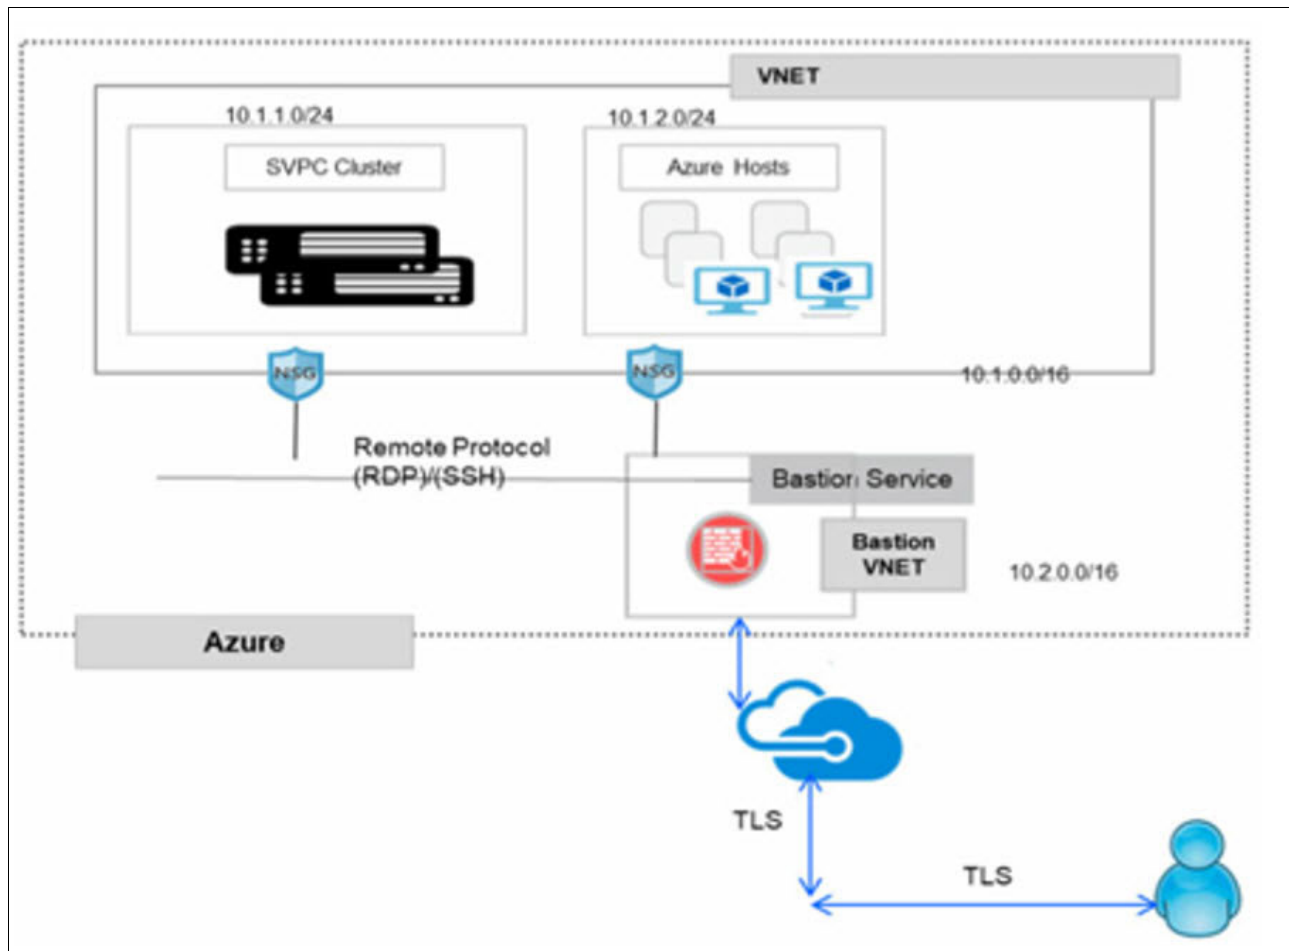 VNET
10.1.1.0/24
10.1.2.0/24
SVPC Cluster
Azure Hosts
NSG
NSG
10.1.0.0/16
Remote Protocol
(RDP)/(SSH)
Bastion Service
Bastion
VNET
10.2.0.0/16
Azure
TLS
TLS